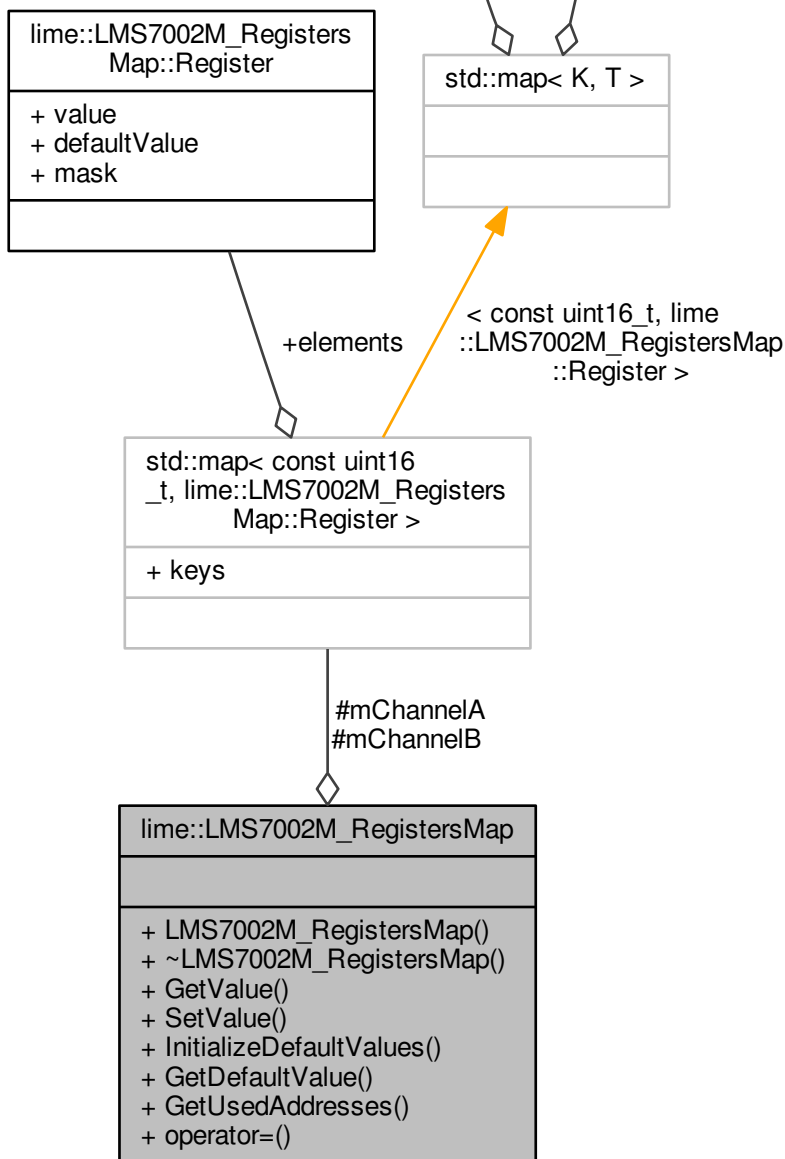 lime::LMS7002M_Registers
Map::Register
+ value
+ defaultValue
+ mask
std::map< K, T >
+elements
< const uint16_t, lime
::LMS7002M_RegistersMap
::Register >
std::map< const uint16
_t, lime::LMS7002M_Registers
Map::Register >
+ keys
#mChannelA
#mChannelB
lime::LMS7002M_RegistersMap
+ LMS7002M_RegistersMap()
+ ~LMS7002M_RegistersMap()
+ GetValue()
+ SetValue()
+ InitializeDefaultValues()
+ GetDefaultValue()
+ GetUsedAddresses()
+ operator=()